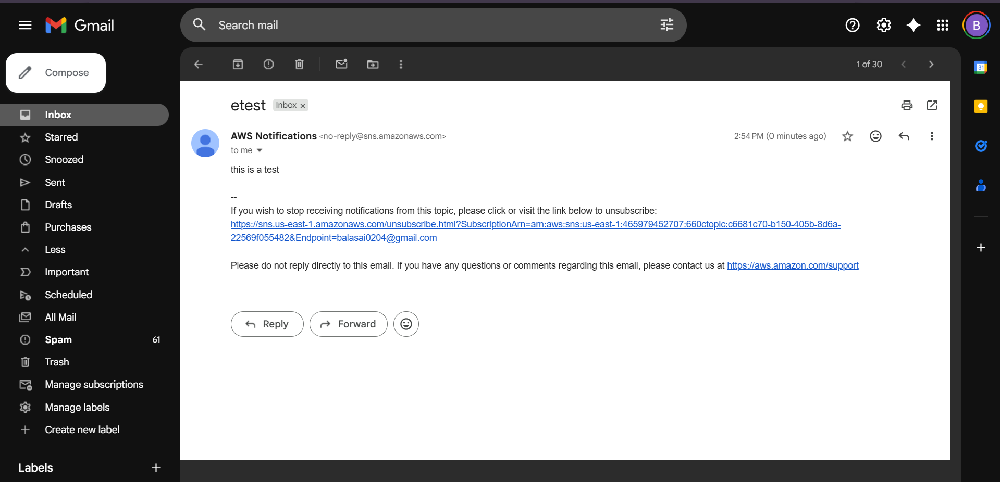 Gmail
Search mail
B
Compose
1 of 30
31
Inbox
Starred
Snoozed
Sent
Drafts
Purchases
Less
Important
Scheduled
All Mail
Spam 61
Trash
Manage subscriptions
Manage labels
Create new label
Labels
etest Inbox x
AWS Notifications <no-reply@sns.amazonaws.com> 2:54 PM (0 minutes ago)
to me
this is a test
--
If you wish to stop receiving notifications from this topic, please click or visit the link below to unsubscribe:
https://sns.us-east-1.amazonaws.com/unsubscribe.html?SubscriptionArn=arn:aws:sns:us-east-1:465979452707:660ctopic:c6681c70-b150-405b-8d6a-
22569f055482&Endpoint=balasai0204@gmail.com
Please do not reply directly to this email. If you have any questions or comments regarding this email, please contact us at https://aws.amazon.com/support
Reply Forward